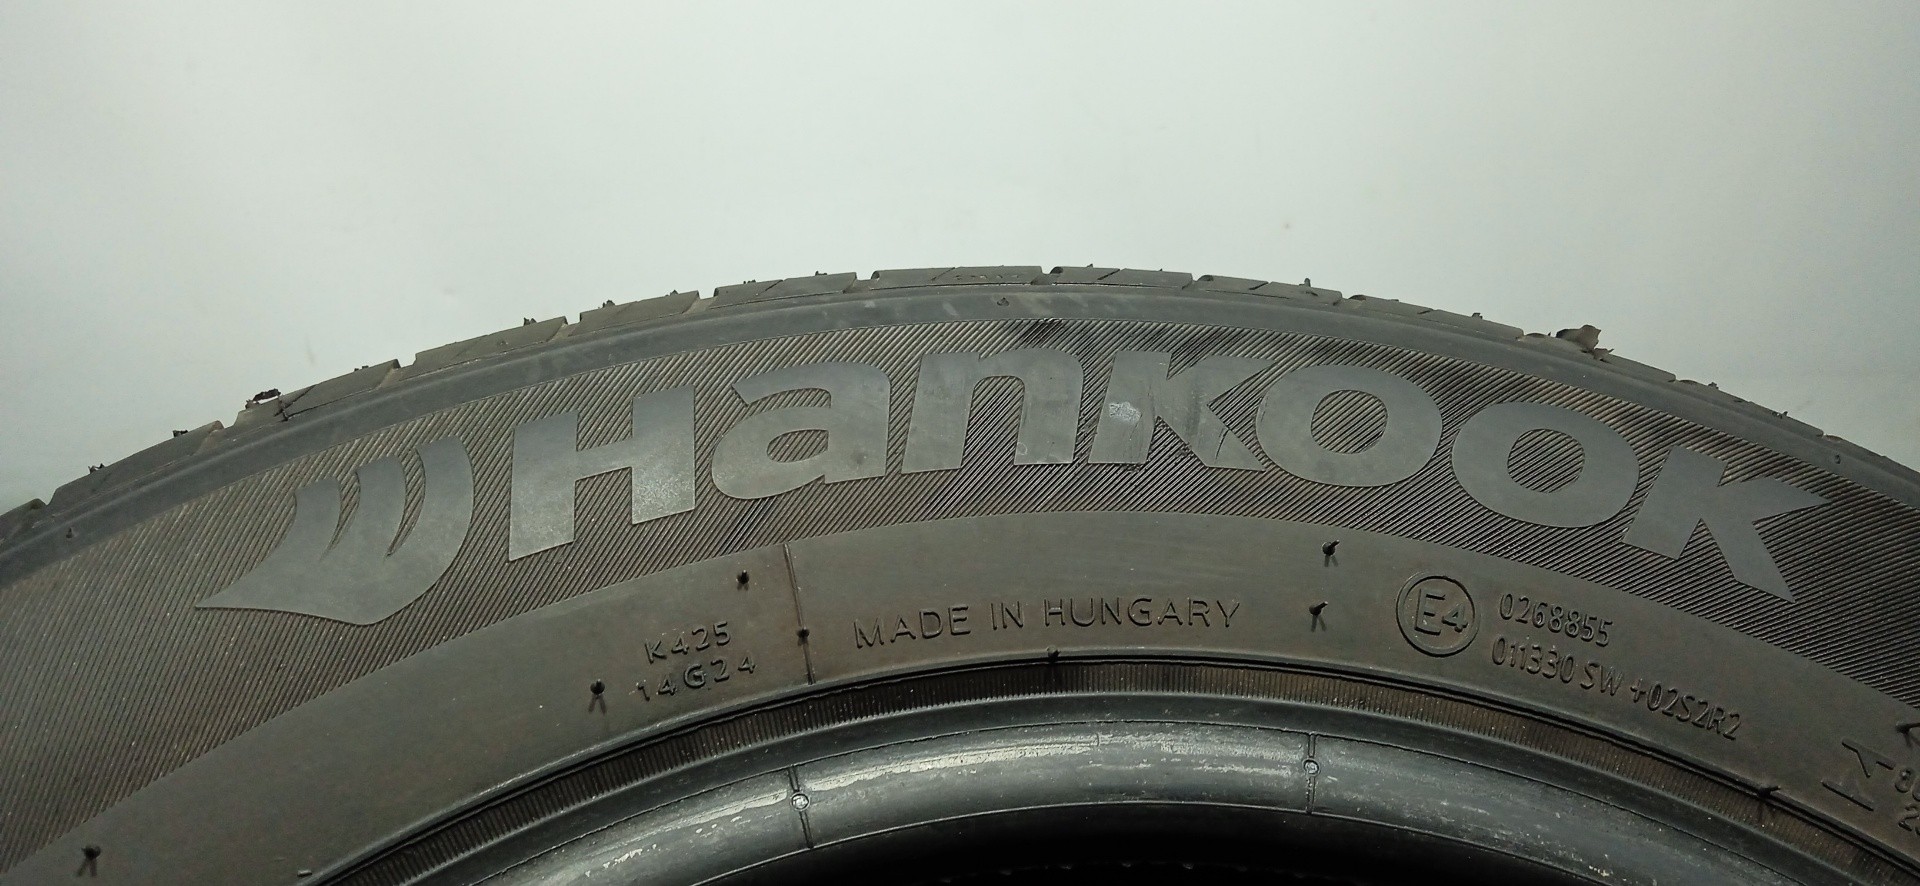 Hankook
K425
14G24
MADE IN HUNGARY
E4
0268855
011330 SW +02S2R2